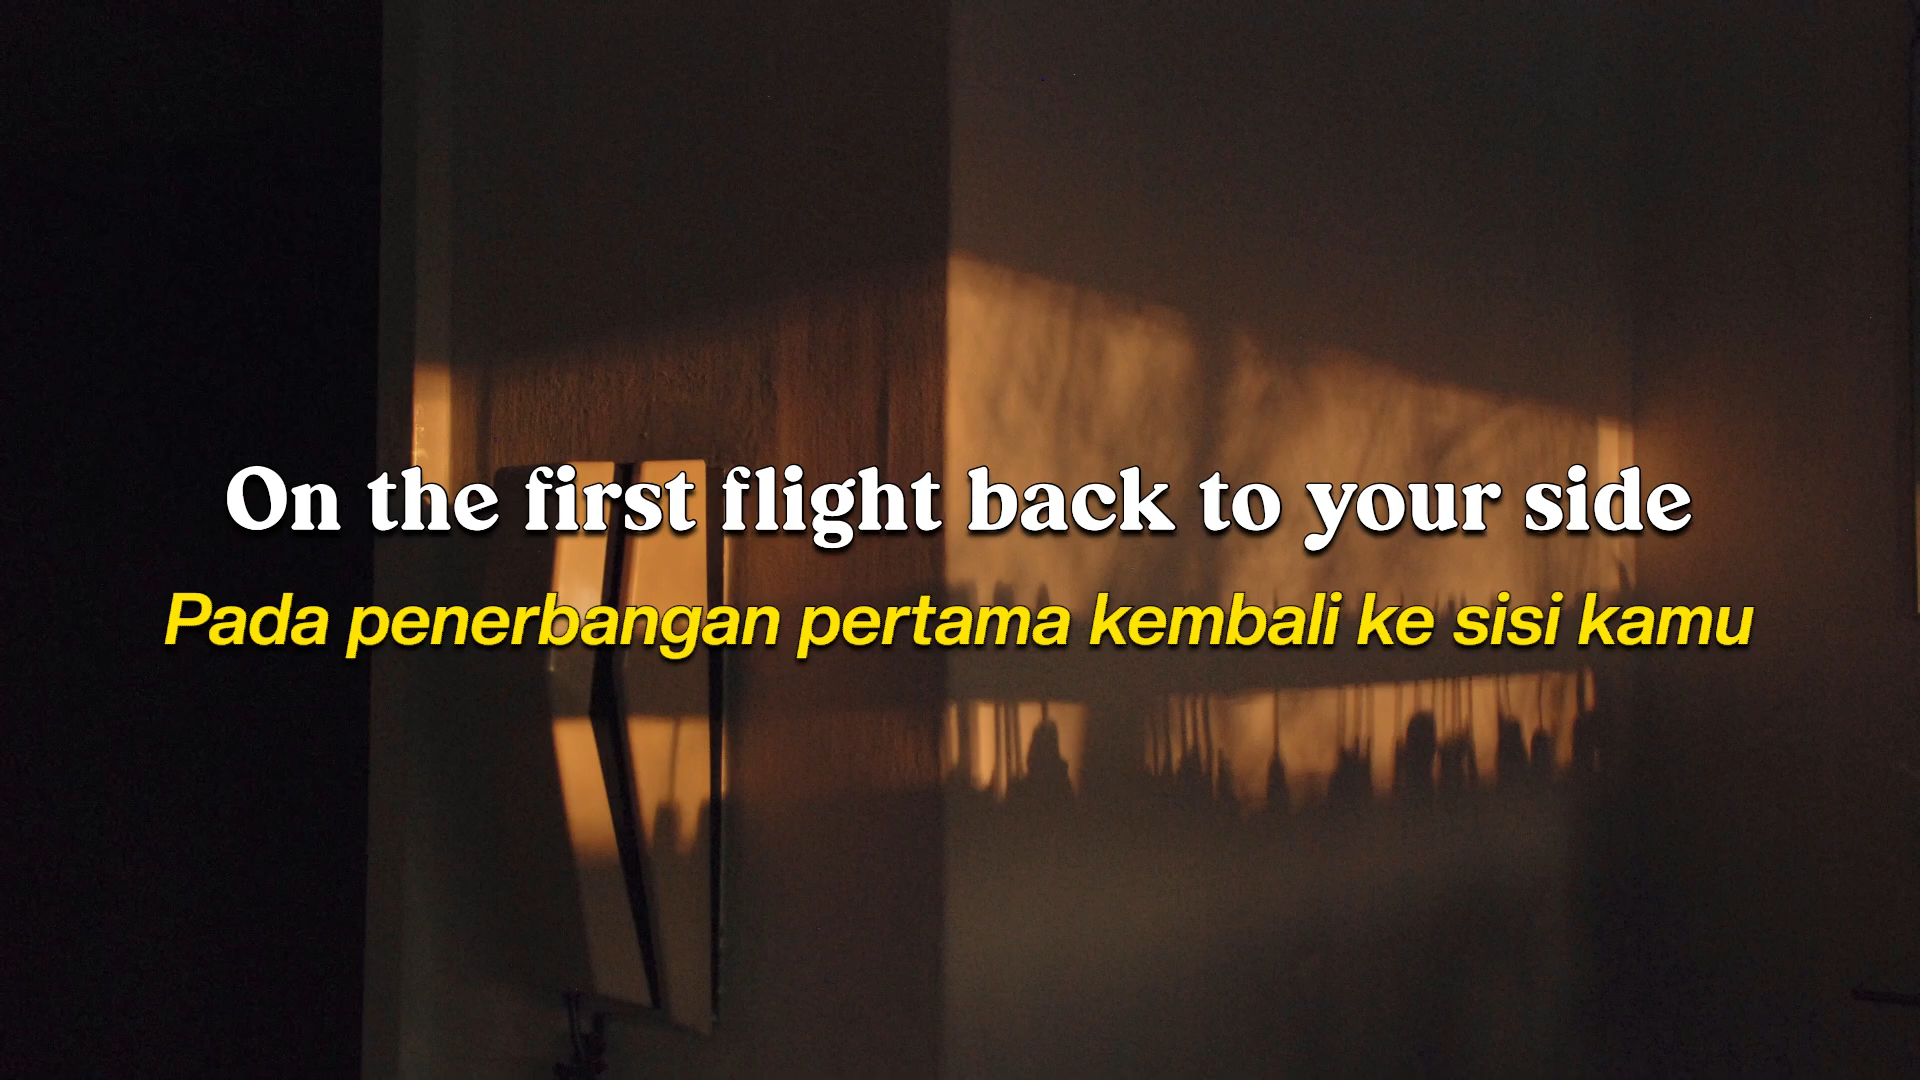 On the first flight back to your side
Pada penerbangan pertama kembali ke sisi kamu